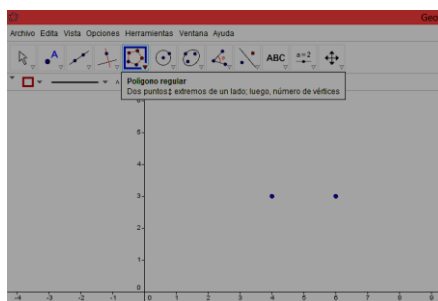 Geo
Archivo Edita Vista Opciones Herramientas Ventana Ayuda
A
ABC
a=2
Polígono regular
Dos puntos‡ extremos de un lado; luego, número de vértices
6
5
4
3
2
1
0
-4 -3 -2 -1 0 1 2 3 4 5 6 7 8 9